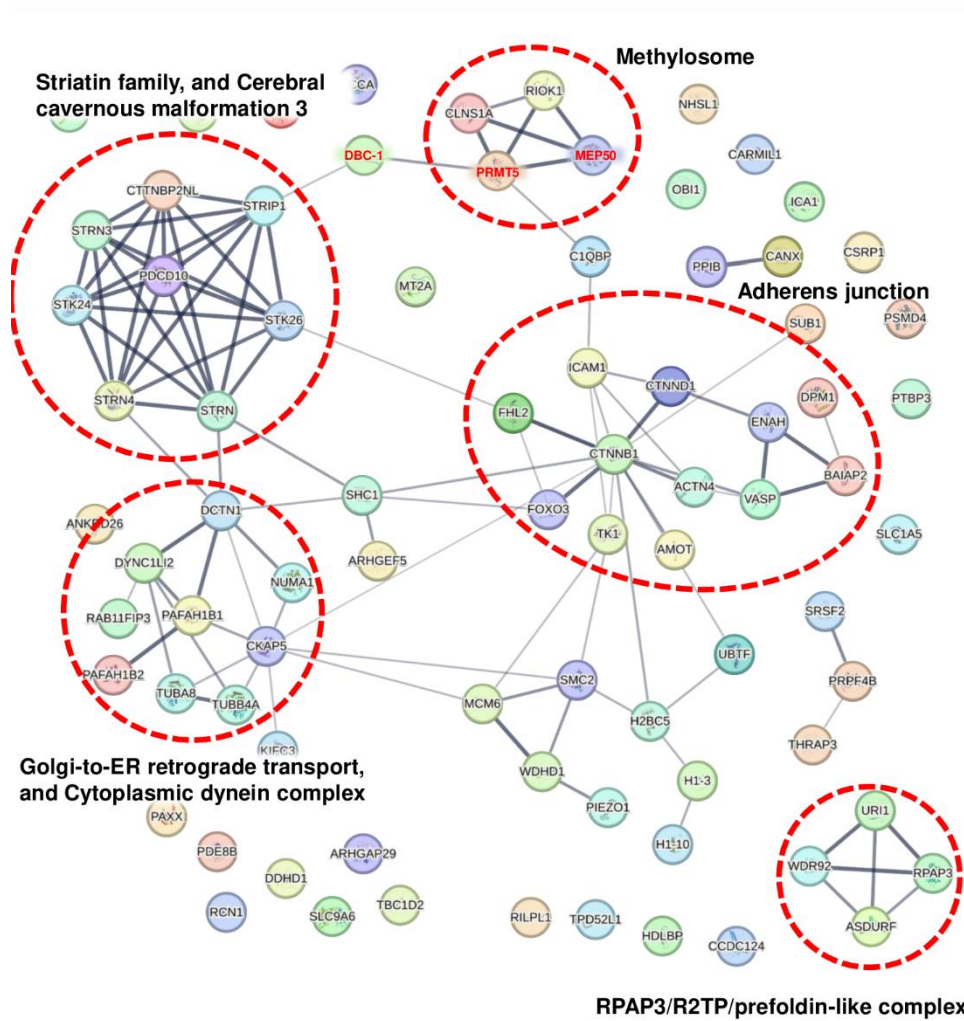 Methylosome
Striatin family, and Cerebral
cavernous malformation 3
CA
RIOK1
CLNS1A
NHSL1
DBC-1
MEP50
PRMT5
CARMIL1
CTTNBP2NL
STRIP1
OBI1
ICA1
STRN3
C1QBP
CANX
CSRP1
PPIB
PDCD10
MT2A
Adherens junction
STK24
STK26
SUB1
PSMD4
ICAM1
CTNND1
STRN4
STRN
FHL2
DPM1
PTBP3
ENAH
CTNNB1
BAIAP2
SHC1
ACTN4
VASP
DCTN1
FOXO3
ANKRD26
TK1
SLC1A5
ARHGEF5
AMOT
DYNC1LI2
NUMA1
RAB11FIP3
PAFAH1B1
SRSF2
CKAP5
UBTF
PAFAH1B2
SMC2
PRPF4B
TUBA8
TUBB4A
MCM6
H2BC5
KIFC3
THRAP3
Golgi-to-ER retrograde transport,
and Cytoplasmic dynein complex
WDHD1
H1-3
PIEZO1
URI1
PAXX
H1-10
PDE8B
ARHGAP29
WDR92
RPAP3
DDHD1
RCN1
SLC9A6
TBC1D2
RILPL1
TPD52L1
HDLBP
CCDC124
ASDURF
RPAP3/R2TP/prefoldin-like complex